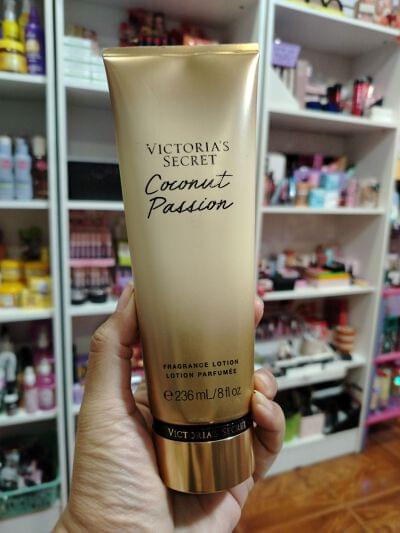 VICTORIA'S
SECRET
Coconut
Passion
FRAGRANCE LOTION
LOTION PARFUMÉE
℮ 236 mL/8 fl oz
VICTORIA'S SECRET